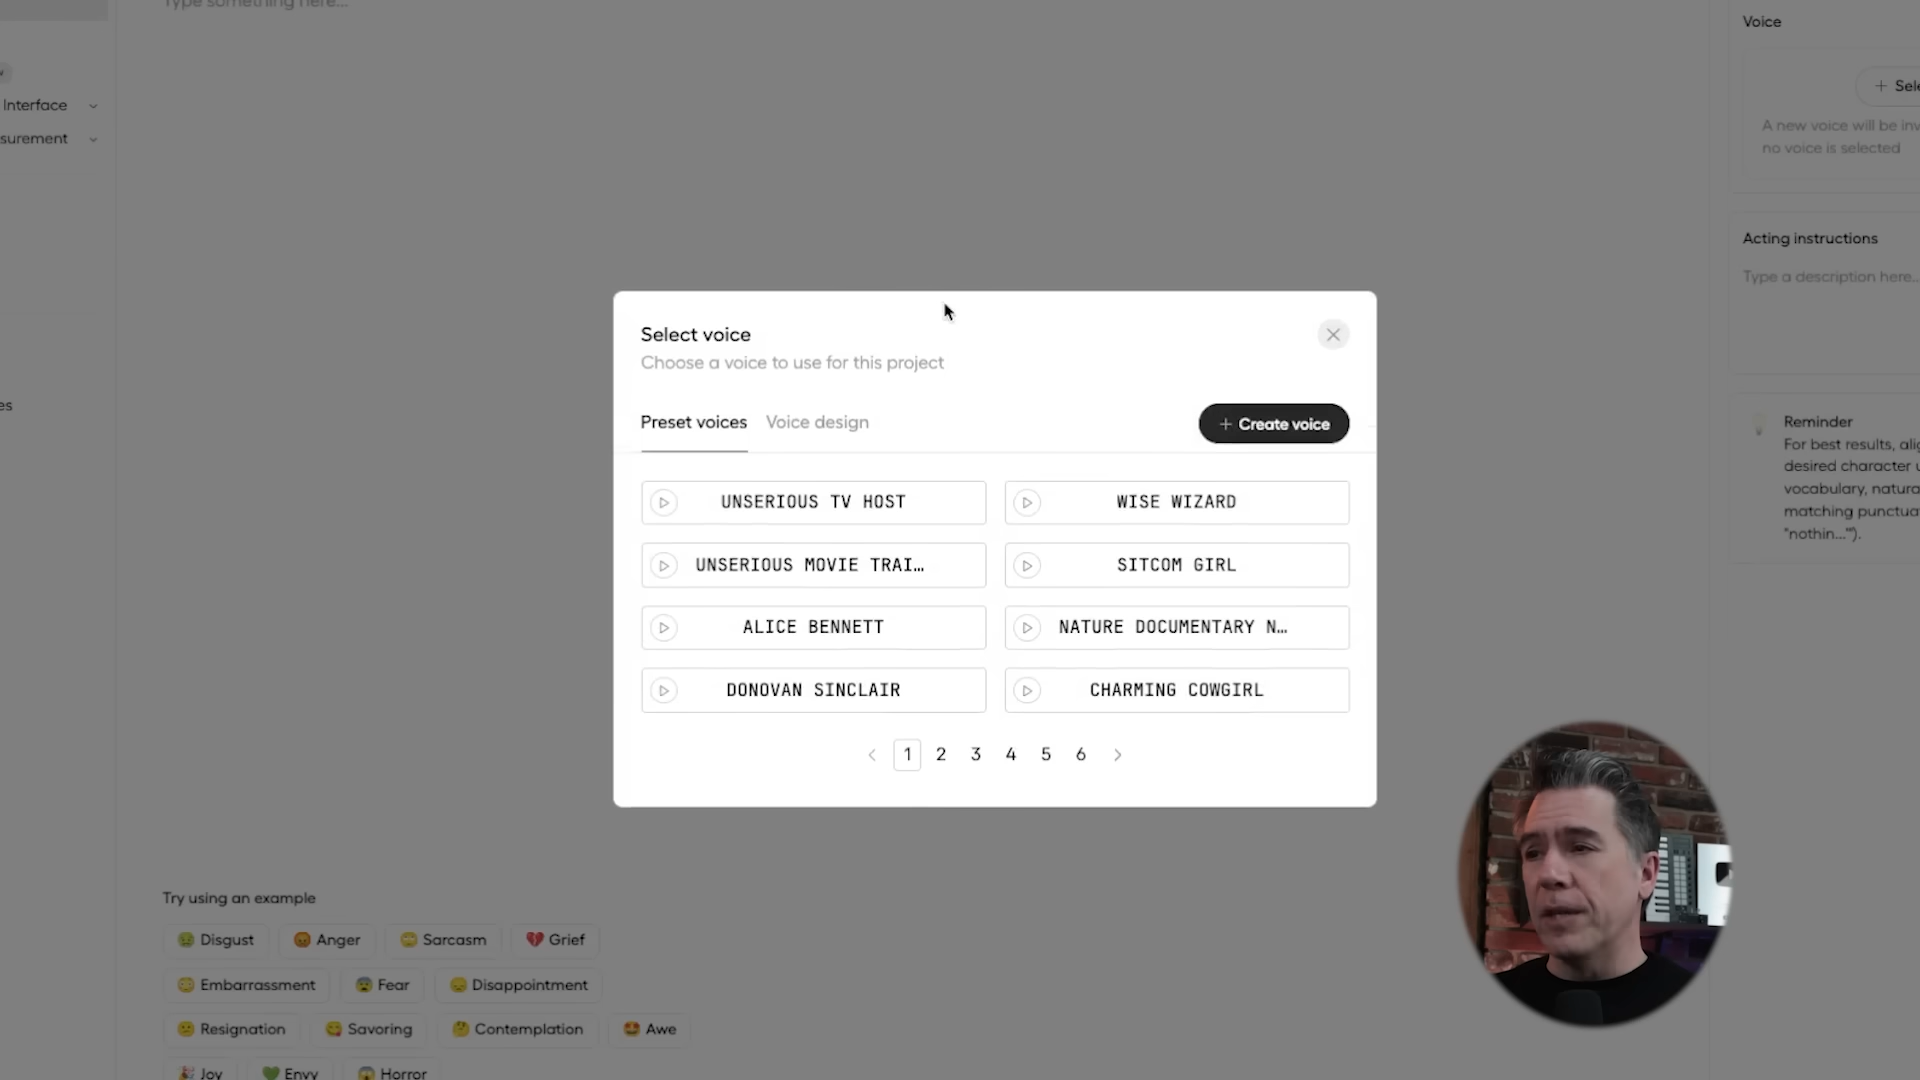 Type something here...
Voice
Interface
surement
es
A new voice will be
no voice is selected
Acting instructions
Type a description here...
Reminder
For best results,
desired character
vocabulary,
matching
"nothin...").
Select voice
Choose a voice to use for this project
Preset voices Voice design + Create voice
UNSERIOUS TV HOST WISE WIZARD
UNSERIOUS MOVIE TRAI… SITCOM GIRL
ALICE BENNETT NATURE DOCUMENTARY N…
DONOVAN SINCLAIR CHARMING COWGIRL
1 2 3 4 5 6
Try using an example
Disgust Anger Sarcasm Grief
Embarrassment Fear Disappointment
Resignation Savoring Contemplation Awe
Joy Envy Horror